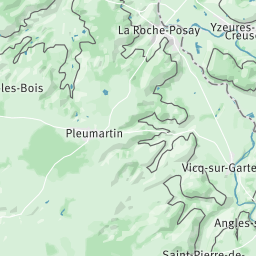 La Roche-Posay
Yzeures-
Creuse
les-Bois
Pleumartin
Vicq-sur-Garte
Angles-s
Saint-Pierre-de-